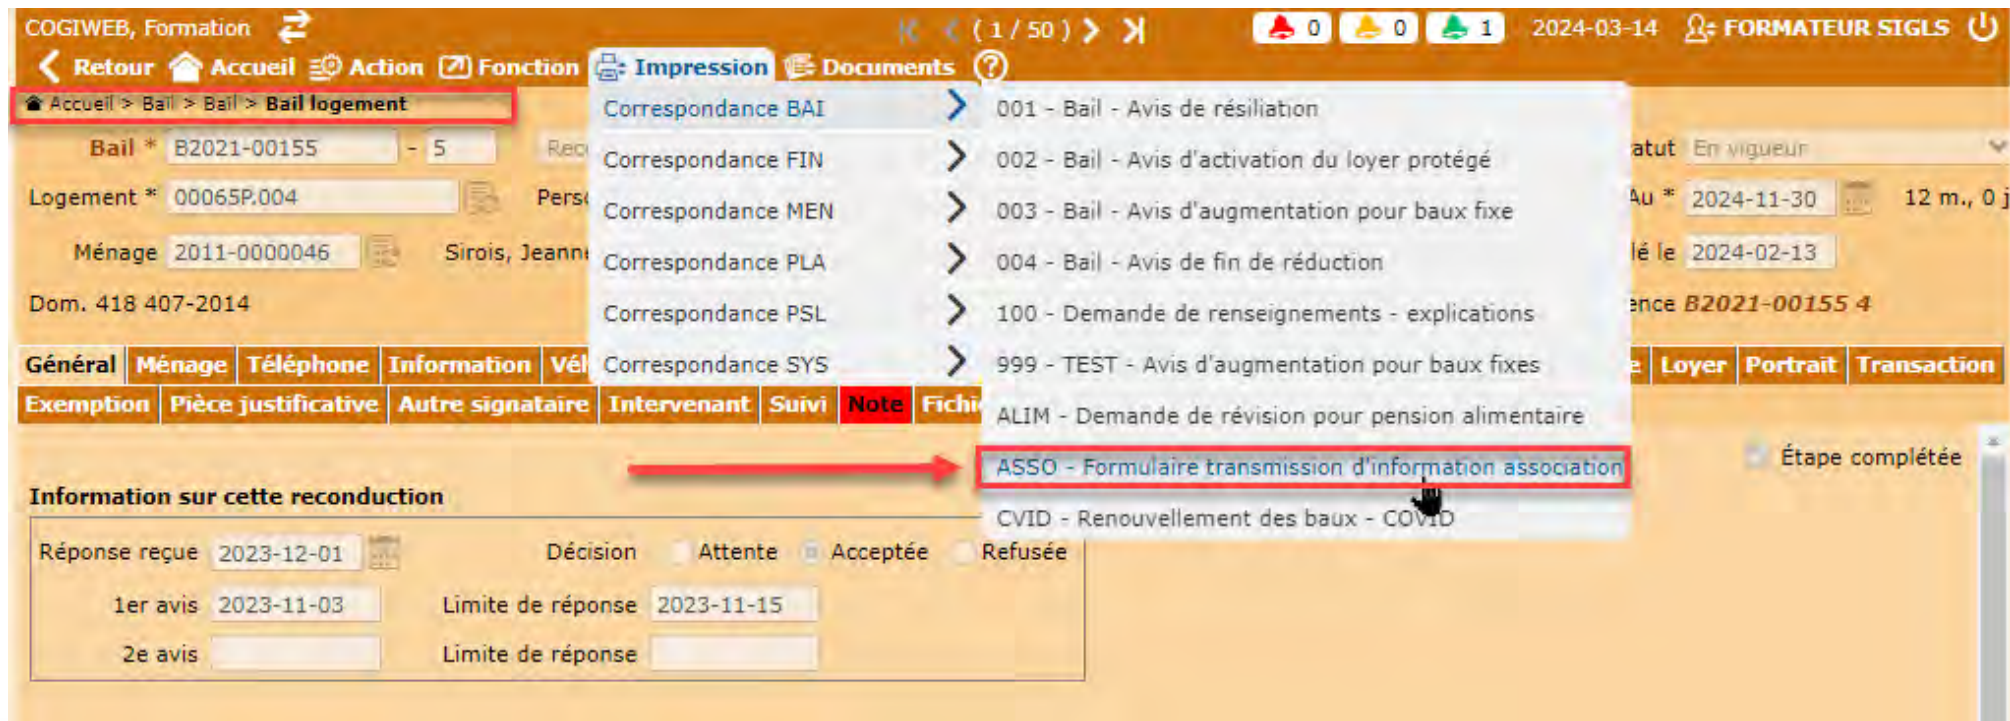 COGIWEB, Formation
( 1 / 50 )
0 0 1
2024-03-14 FORMATEUR SIGLS
Retour Accueil Action Fonction Impression Documents ?
Accueil > Bail > Bail > Bail logement
Correspondance BAI
001 - Bail - Avis de résiliation
Bail * B2021-00155 - 5
Correspondance FIN
002 - Bail - Avis d'activation du loyer protégé
En vigueur
Logement * 00065P.004
Correspondance MEN
003 - Bail - Avis d'augmentation pour baux fixe
Au * 2024-11-30 12 m., 0 j
Ménage 2011-0000046 Sirois,
Correspondance PLA
004 - Bail - Avis de fin de réduction
le 2024-02-13
Dom. 418 407-2014
Correspondance PSL
100 - Demande de renseignements - explications
B2021-00155 4
Général Ménage Téléphone Information
Correspondance SYS
999 - TEST - Avis d'augmentation pour baux fixes
Loyer Portrait Transaction
Exemption Pièce justificative Autre signataire Intervenant Suivi Note
ALIM - Demande de révision pour pension alimentaire
ASSO - Formulaire transmission d'information association
Étape complétée
Information sur cette reconduction
CVID - Renouvellement des baux - COVID
Réponse reçue 2023-12-01 Décision Attente Acceptée Refusée
1er avis 2023-11-03 Limite de réponse 2023-11-15
2e avis Limite de réponse